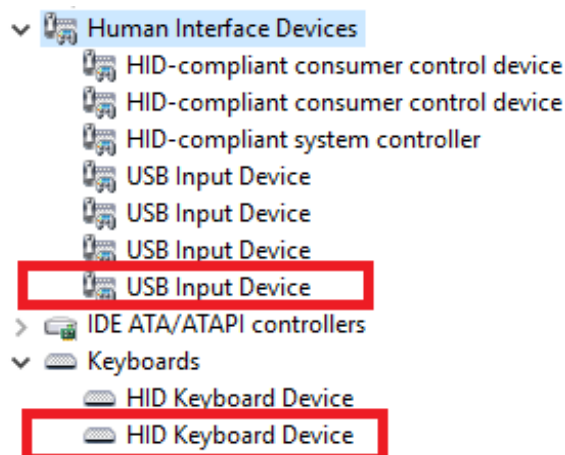 Human Interface Devices
HID-compliant consumer control device
HID-compliant consumer control device
HID-compliant system controller
USB Input Device
USB Input Device
USB Input Device
USB Input Device
IDE ATA/ATAPI controllers
Keyboards
HID Keyboard Device
HID Keyboard Device